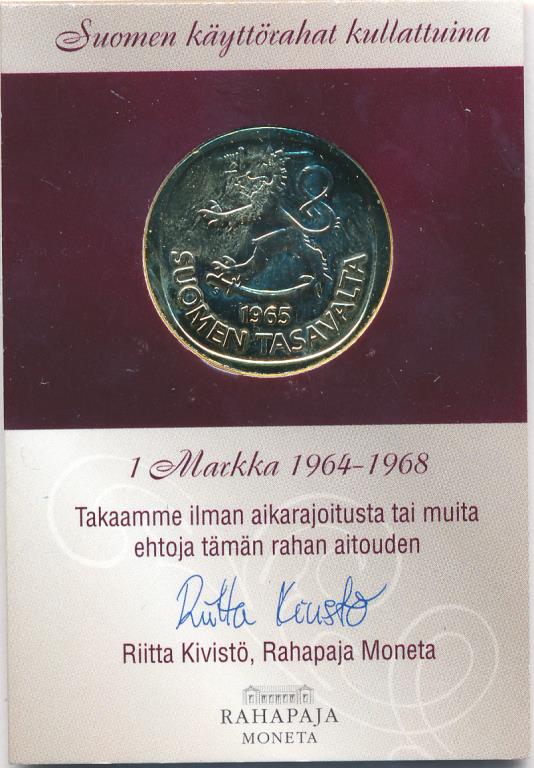 Suomen käyttörahat kullattuina
1965
SUOMEN TASAVALTA
1 Markka 1964-1968
Takaamme ilman aikarajoitusta tai muita
ehtoja tämän rahan aitouden
Riitta Kivistö
Riitta Kivistö, Rahapaja Moneta
RAHAPAJA
MONETA